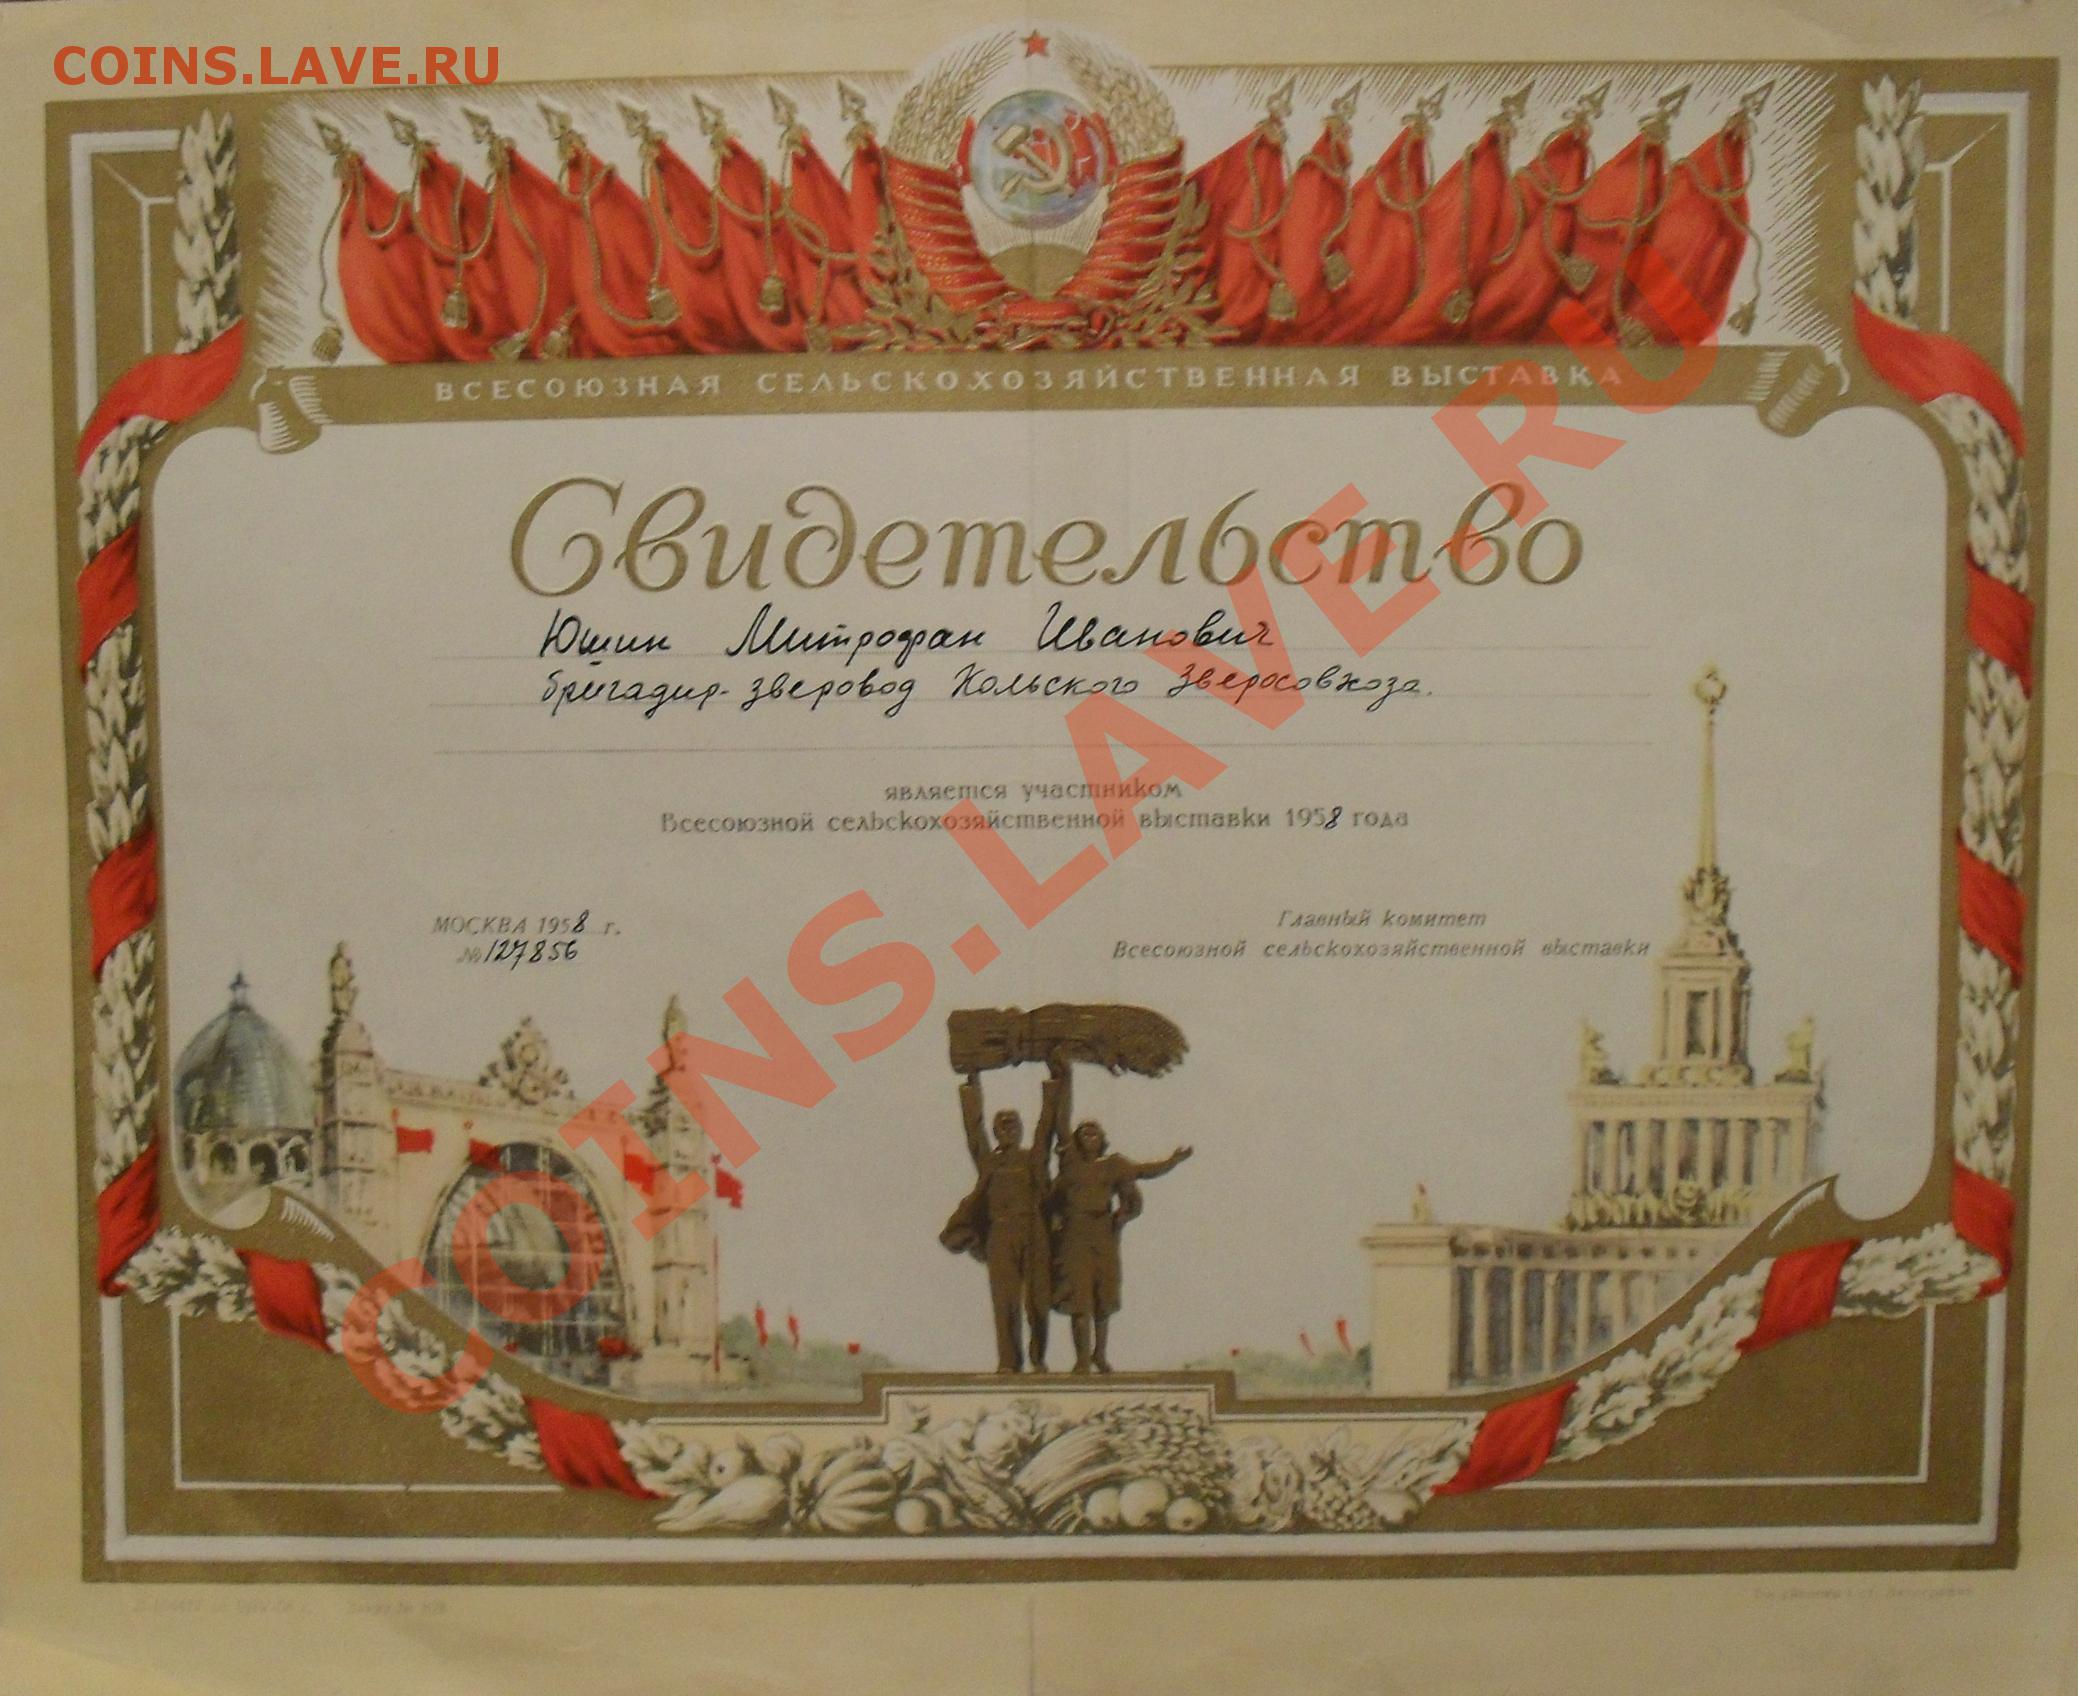 COINS.LAVE.RU
ВСЕСОЮЗНАЯ СЕЛЬСКОХОЗЯЙСТВЕННАЯ ВЫСТАВКА
Свидетельство
Юшин Митрофан Иванович
бригадир-зверовод Кольского Зверосовхоза.
является участником
Всесоюзной сельскохозяйственной выставки 1958 года
МОСКВА 1958 г.
№127856
Главный комитет
Всесоюзной сельскохозяйственной выставки
COINS.LAVE.RU